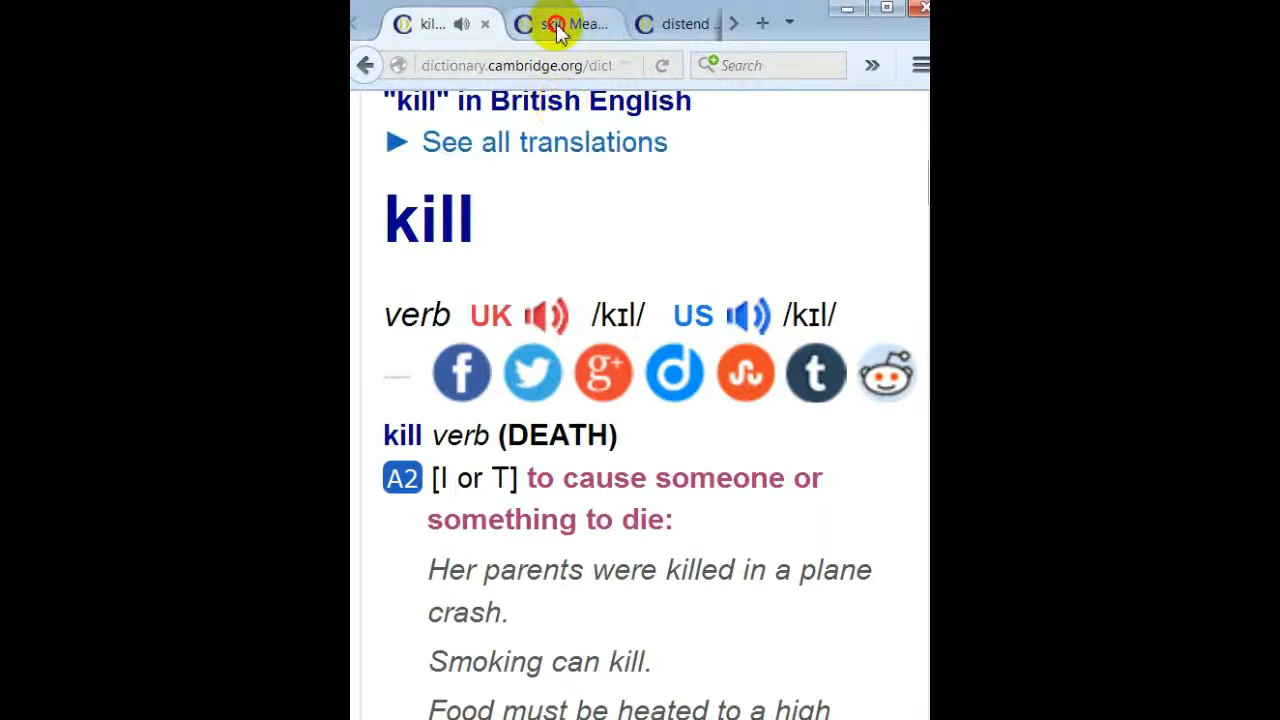 kil...
Mea...
distend ..
dictionary.cambridge.org/dict
Search
"kill" in British English
► See all translations
kill
verb UK /kɪl/ US /kɪl/
kill verb (DEATH)
A2 [I or T] to cause someone or
something to die:
Her parents were killed in a plane
crash.
Smoking can kill.
Food must be heated to a high